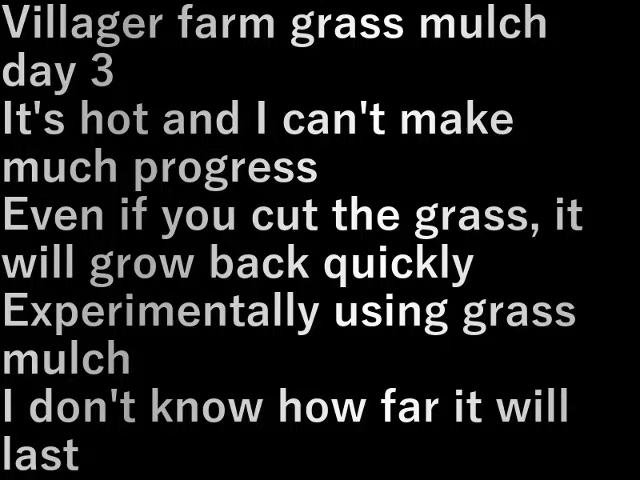 Villager farm grass mulch
day 3
It's hot and I can't make
much progress
Even if you cut the grass, it
will grow back quickly
Experimentally using grass
mulch
I don't know how far it will
last